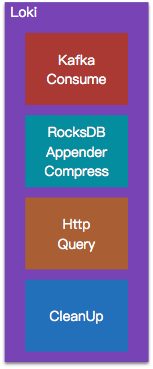 Loki
Kafka
Consume
RocksDB
Appender
Compress
Http
Query
CleanUp